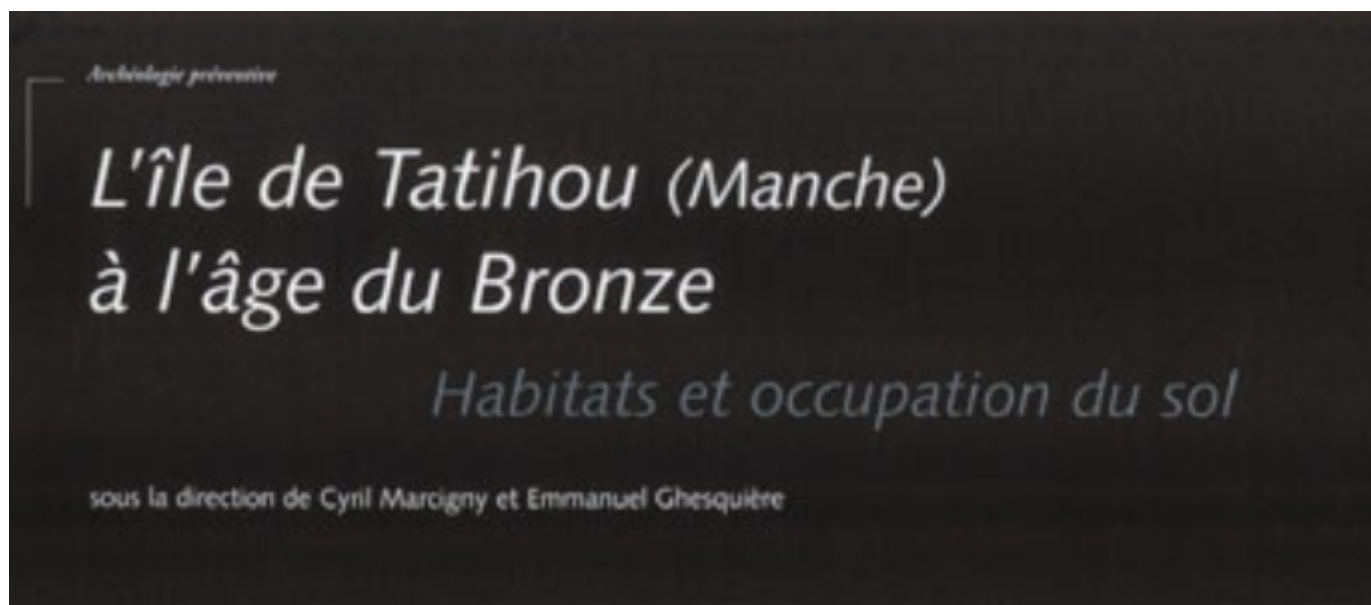 Archéologie préventive
L'île de Tatihou (Manche)
à l'âge du Bronze
Habitats et occupation du sol
sous la direction de Cyril Marcigny et Emmanuel Ghesquière